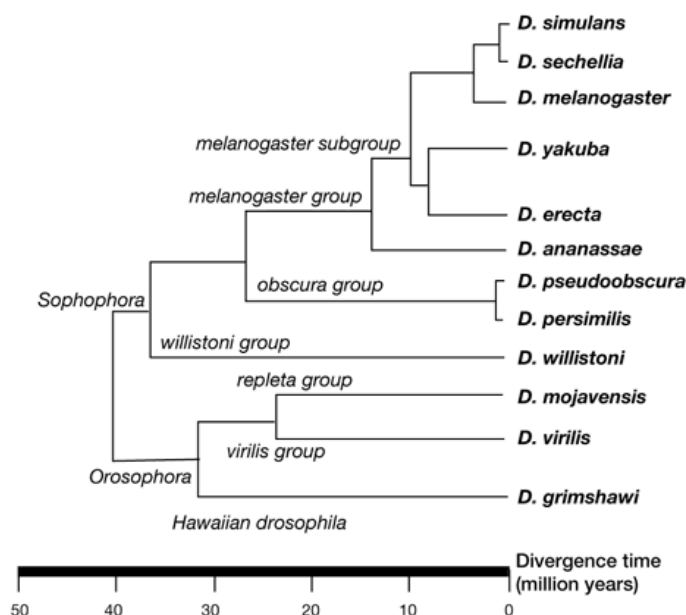 D. simulans
D. sechellia
D. melanogaster
melanogaster subgroup
D. yakuba
melanogaster group
D. erecta
D. ananassae
obscura group
D. pseudoobscura
Sophophora
D. persimilis
willistoni group
D. willistoni
repleta group
D. mojavensis
virilis group
D. virilis
Orosophora
D. grimshawi
Hawaiian drosophila
Divergence time
(million years)
50 40 30 20 10 0